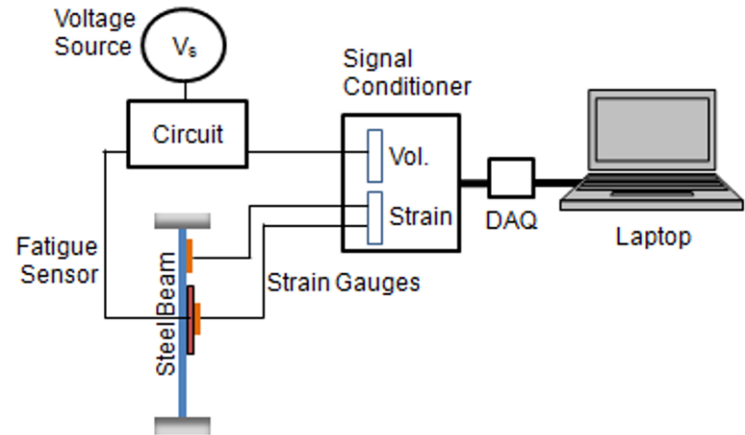 Voltage
Source
Vs
Signal
Conditioner
Circuit
Vol.
Strain
DAQ
Laptop
Fatigue
Sensor
Steel Beam
Strain Gauges